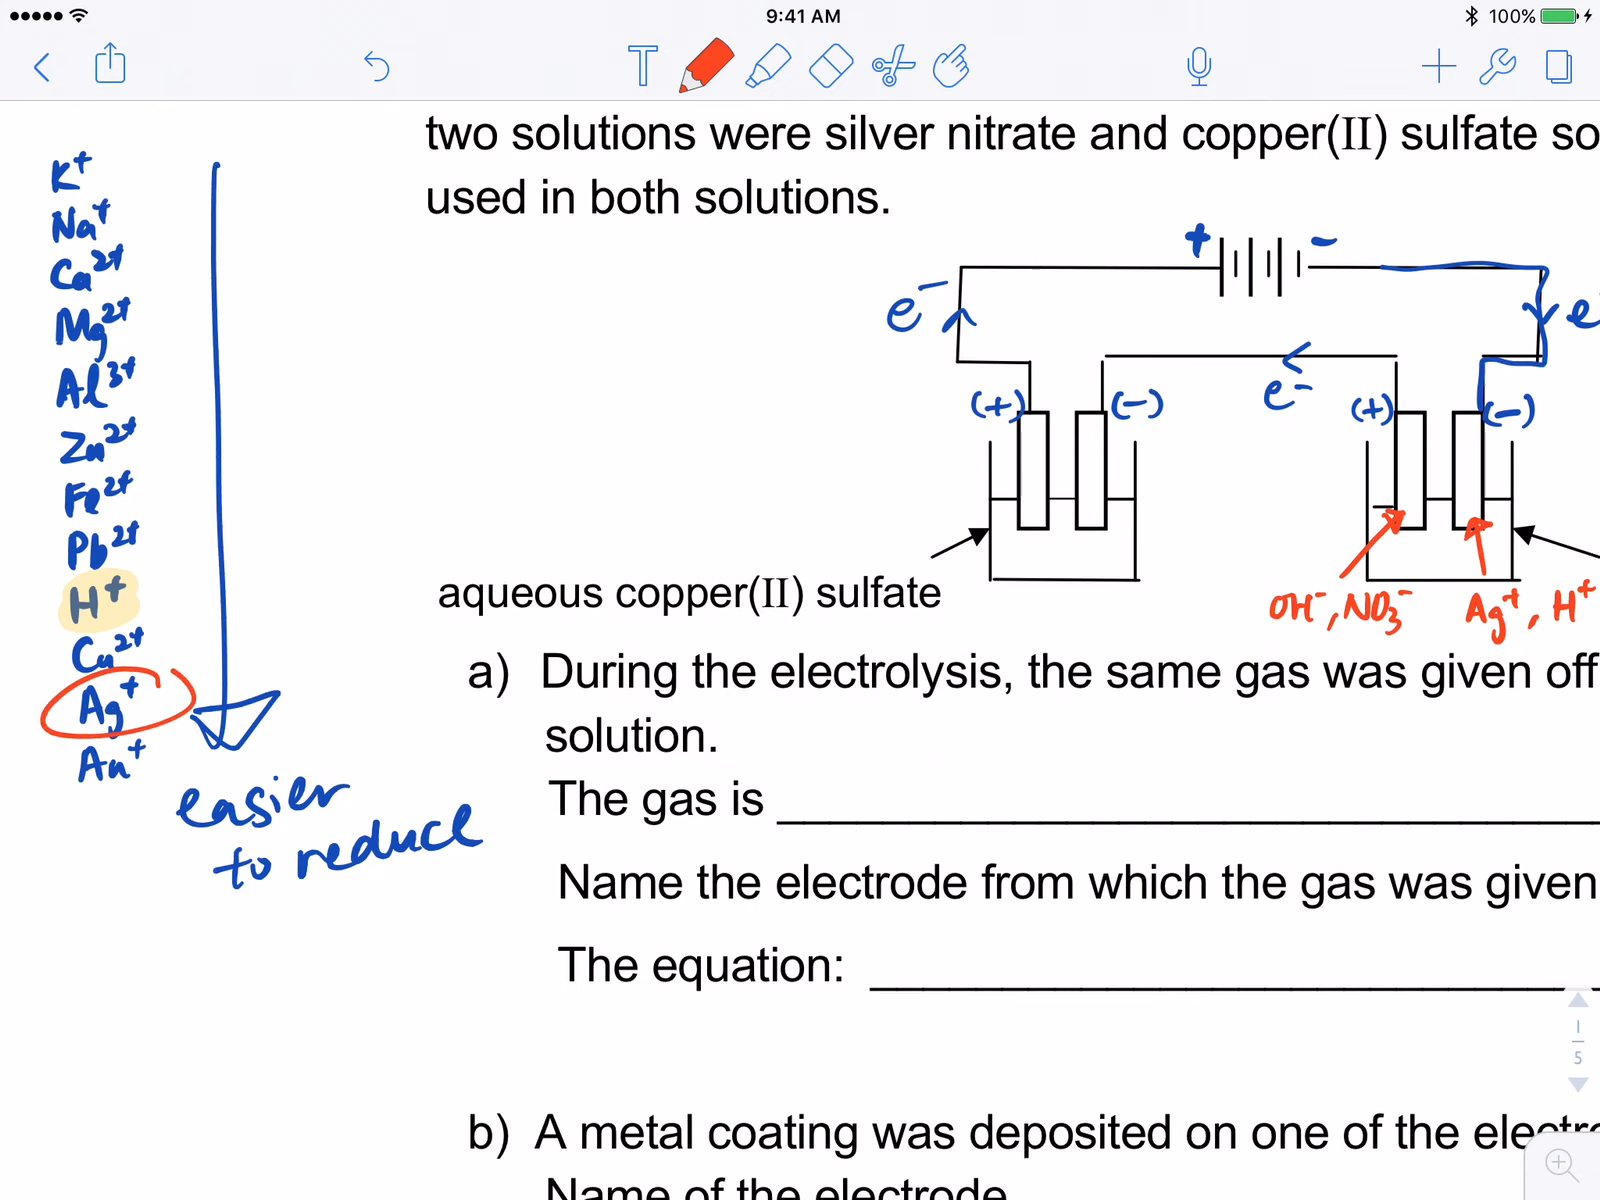 9:41 AM
100%
T
two solutions were silver nitrate and copper(II) sulfate so
used in both solutions.
K+
Na+
Ca2+
Mg2+
Al3+
Zn2+
Fe2+
Pb2+
H+
Cu2+
Ag+
Au+
easier
to reduce
+ −
e− e
e−
(+) (−) (+) (−)
aqueous copper(II) sulfate
OH−, NO3− Ag+, H+
a) During the electrolysis, the same gas was given off
solution.
The gas is
Name the electrode from which the gas was given
The equation:
1
5
b) A metal coating was deposited on one of the electro
Name of the electrode